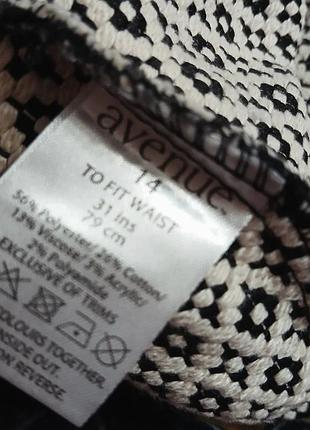 avenue
14
TO FIT WAIST
31 ins
79 cm
56% Polyester/26% Cotton/
13% Viscose/3% Acrylic/
2% Polyamide
EXCLUSIVE OF TRIMS
COLOURS TOGETHER.
INSIDE OUT.
ON REVERSE.